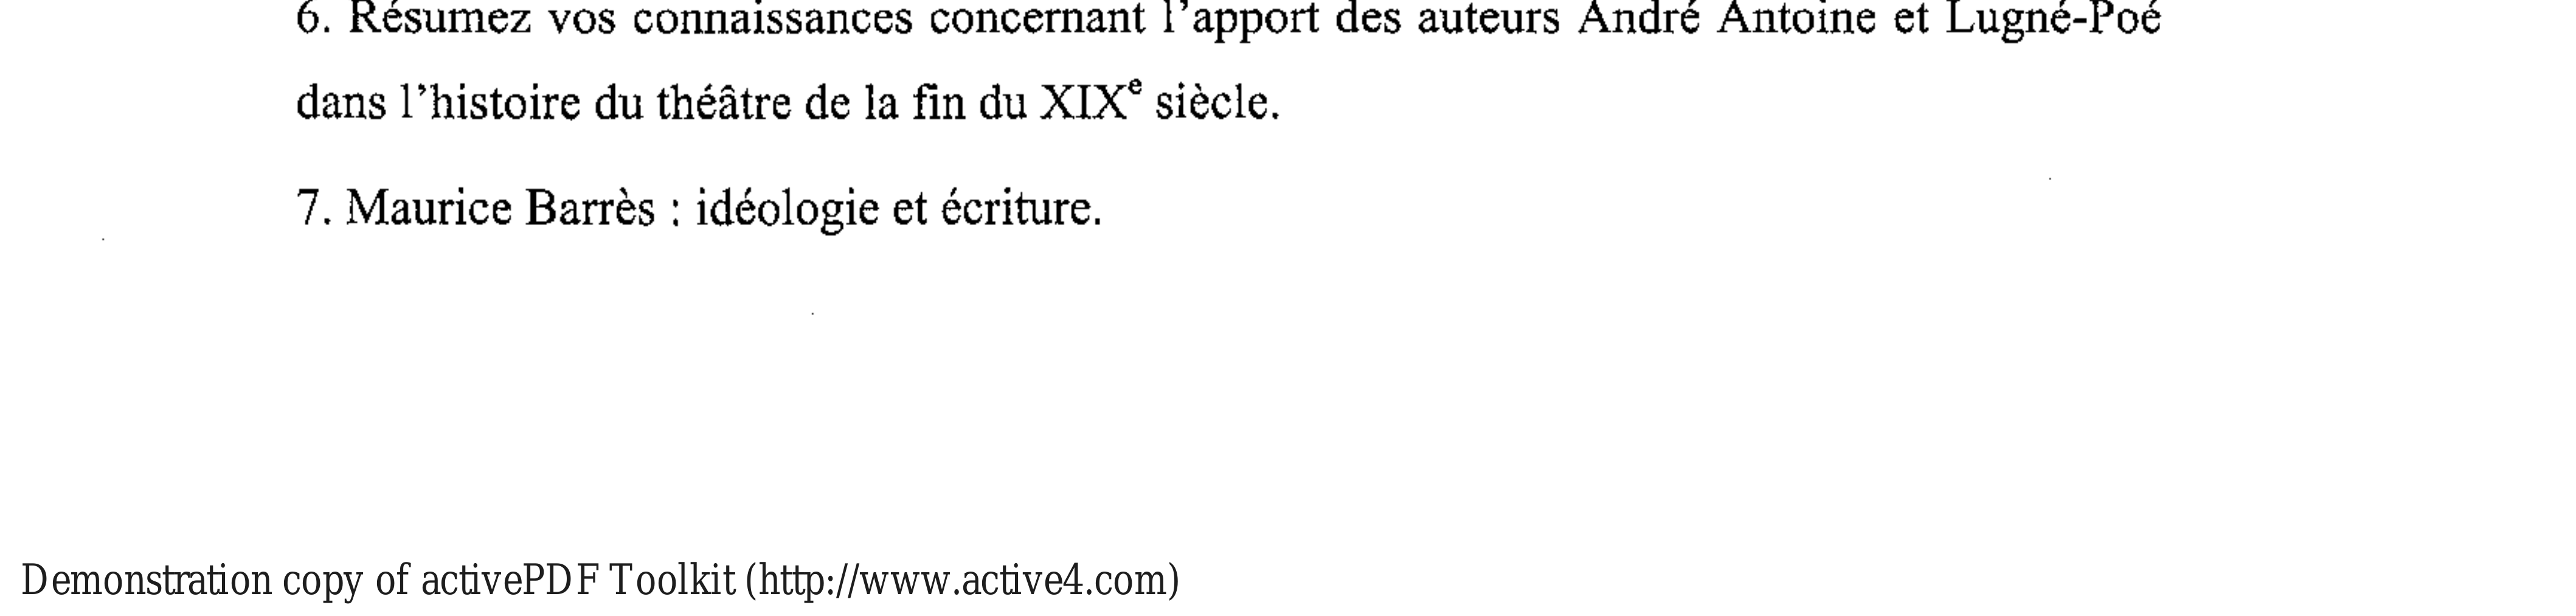 6. Résumez vos connaissances concernant l’apport des auteurs André Antoine et Lugné-Poé
dans l’histoire du théâtre de la fin du XIXe siècle.
7. Maurice Barrès : idéologie et écriture.
Demonstration copy of activePDF Toolkit (http://www.active4.com)